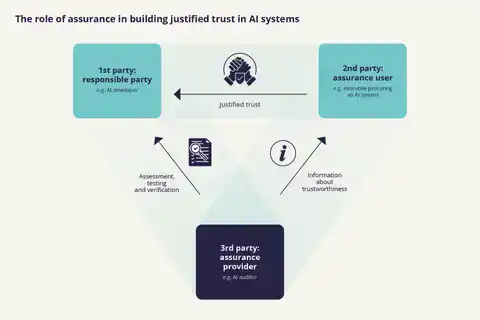 The role of assurance in building justified trust in AI systems
1st party:
responsible party
e.g. AI developer
2nd party:
assurance user
e.g. executive procuring
an AI system
Justified trust
Assessment,
testing
and verification
Information
about
trustworthiness
3rd party:
assurance
provider
e.g. AI auditor